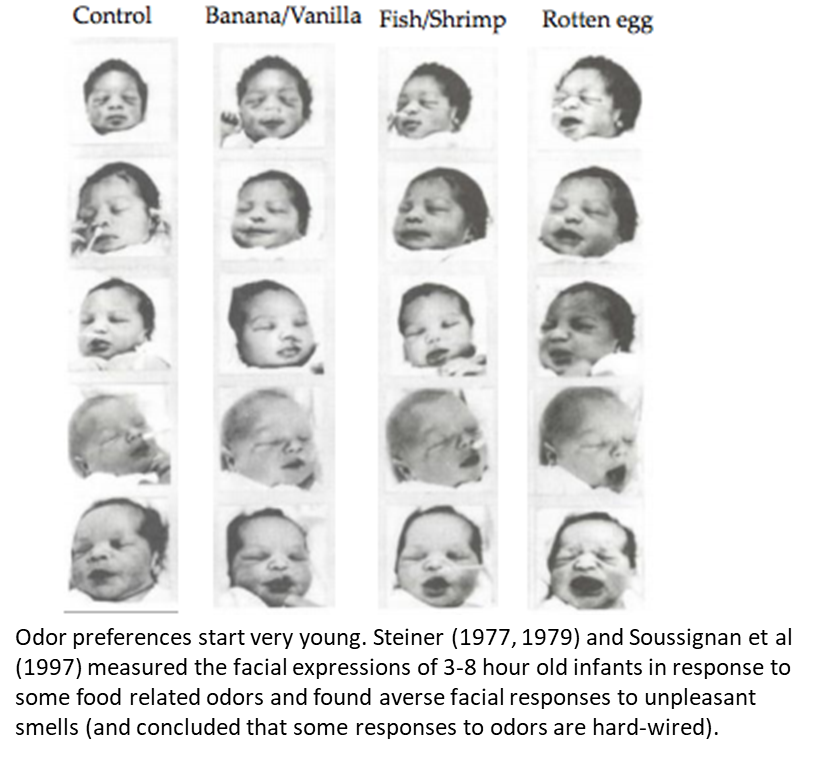 Control Banana/Vanilla Fish/Shrimp Rotten egg
Odor preferences start very young. Steiner (1977, 1979) and Soussignan et al
(1997) measured the facial expressions of 3-8 hour old infants in response to
some food related odors and found averse facial responses to unpleasant
smells (and concluded that some responses to odors are hard-wired).